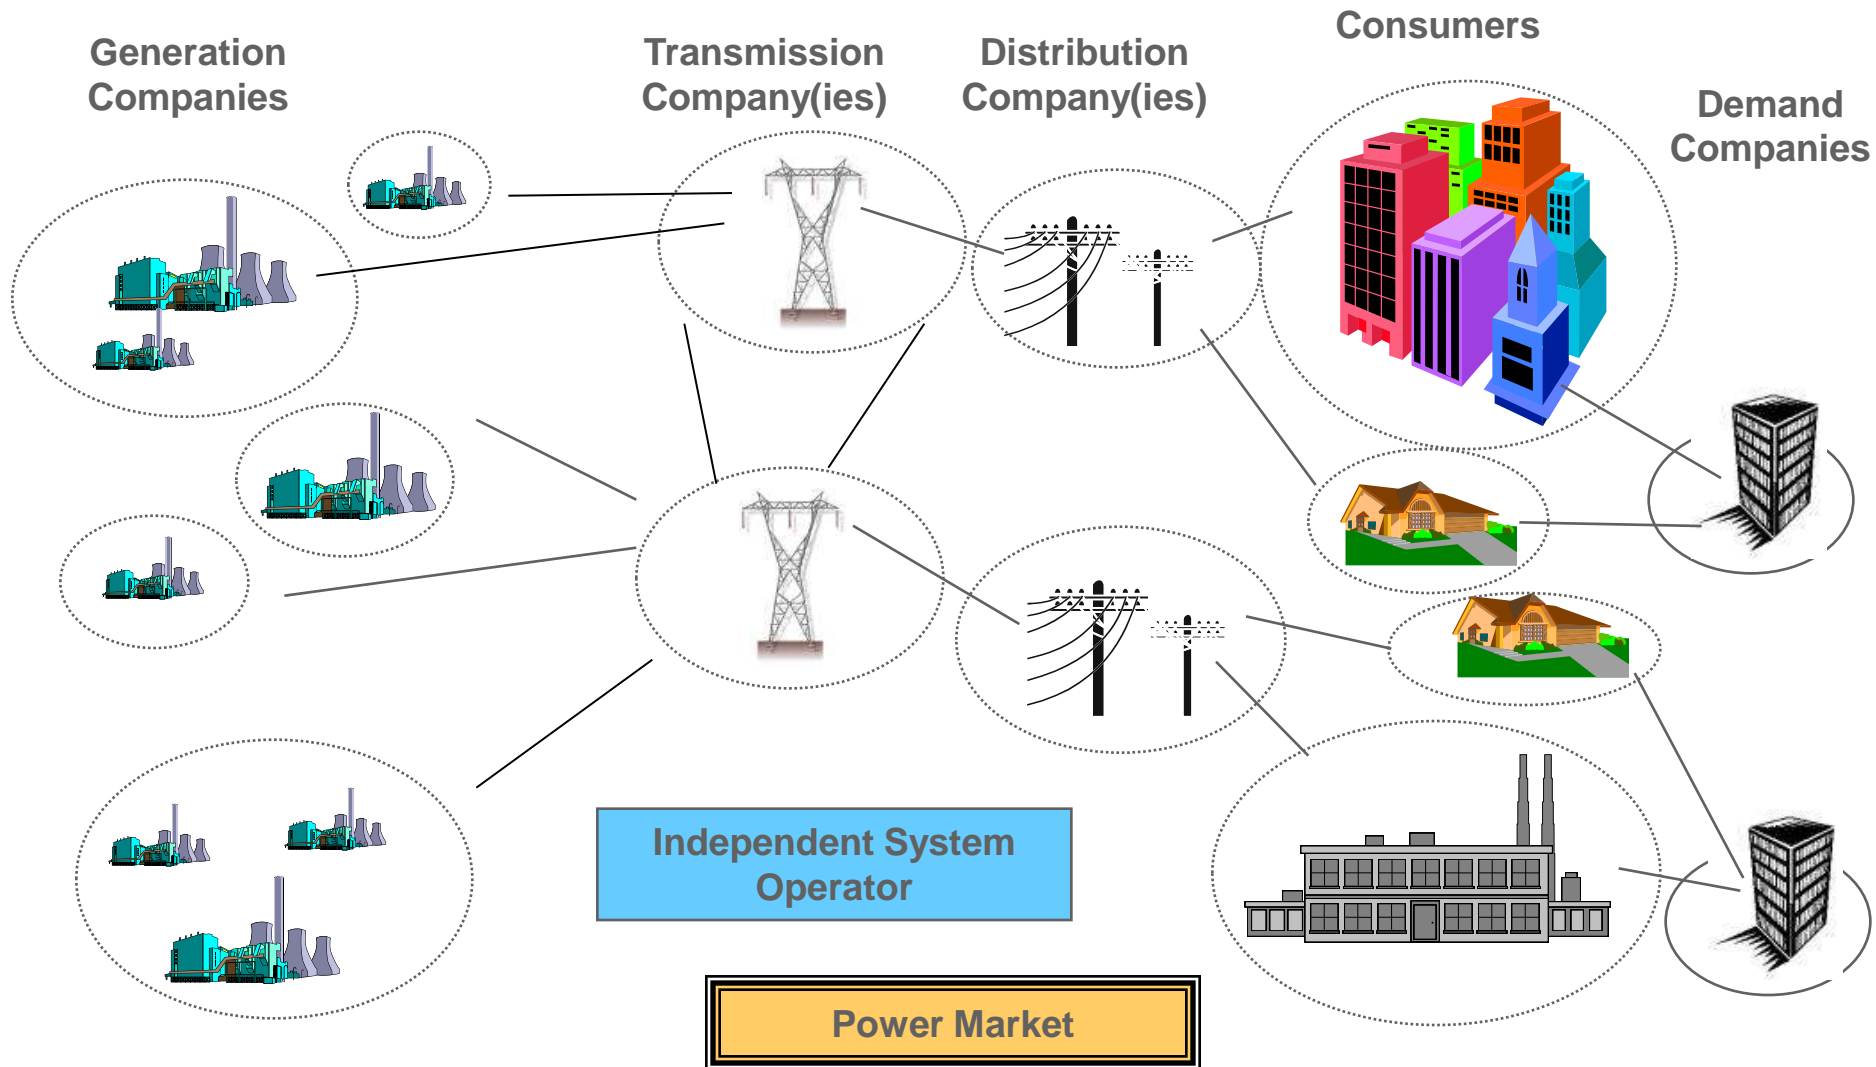 Generation
Companies
Transmission
Company(ies)
Distribution
Company(ies)
Consumers
Demand
Companies
Independent System
Operator
Power Market